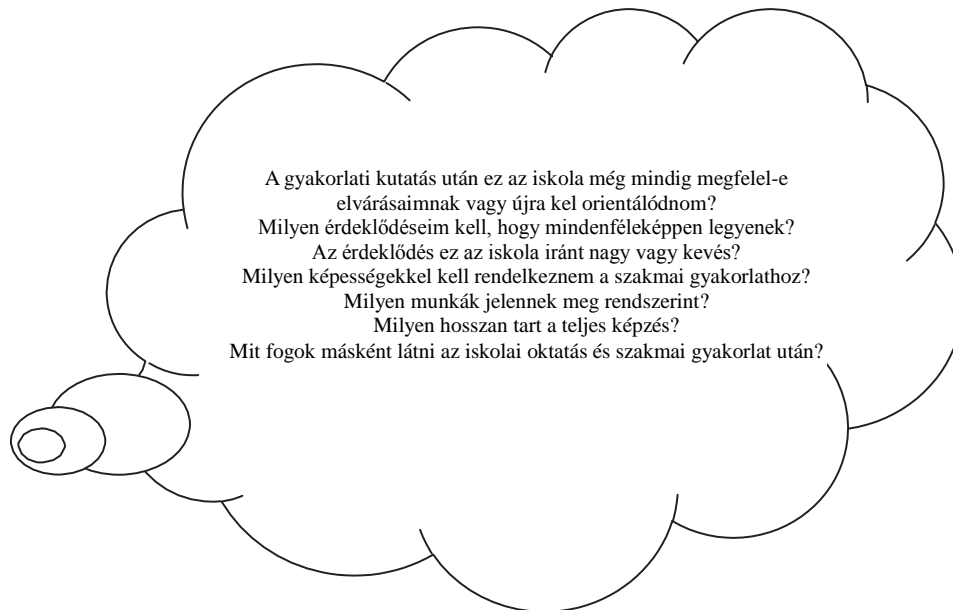 A gyakorlati kutatás után ez az iskola még mindig megfelel-e
elvárásaimnak vagy újra kel orientálódnom?
Milyen érdeklődéseim kell, hogy mindenféleképpen legyenek?
Az érdeklődés ez az iskola iránt nagy vagy kevés?
Milyen képességekkel kell rendelkeznem a szakmai gyakorlathoz?
Milyen munkák jelennek meg rendszerint?
Milyen hosszan tart a teljes képzés?
Mit fogok másként látni az iskolai oktatás és szakmai gyakorlat után?